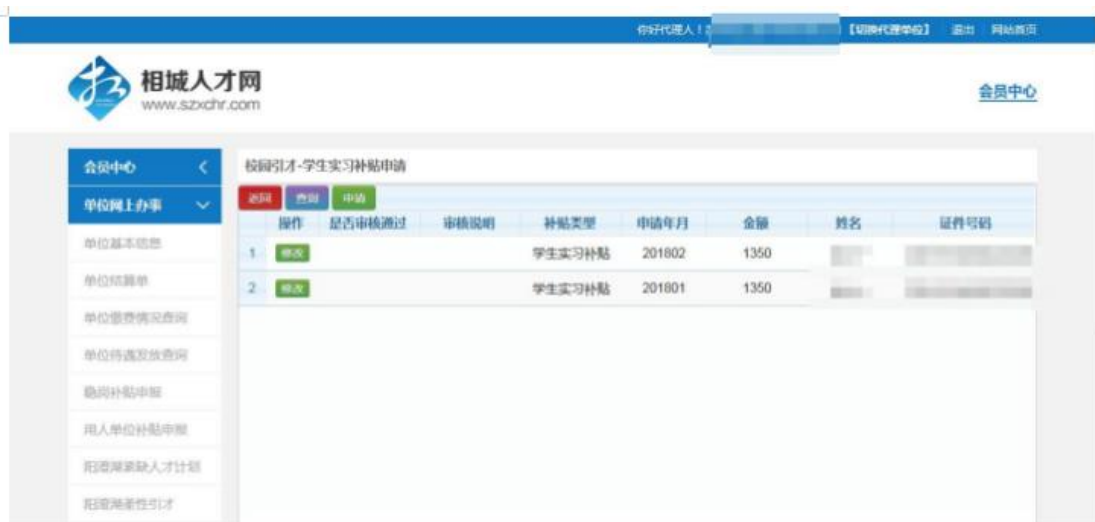 你好代理人！ 【切换代理单位】 退出 网站首页
相城人才网
www.szxchr.com
会员中心
会员中心
单位网上办事
单位基本信息
单位结算单
单位缴费情况查询
单位待遇发放查询
稳岗补贴申报
用人单位补贴申报
阳澄湖紧缺人才计划
阳澄湖柔性引才
校园引才-学生实习补贴申请
返回 查询 申请
操作 是否审核通过 审核说明 补贴类型 申请年月 金额 姓名 证件号码
1 修改 学生实习补贴 201802 1350
2 修改 学生实习补贴 201801 1350